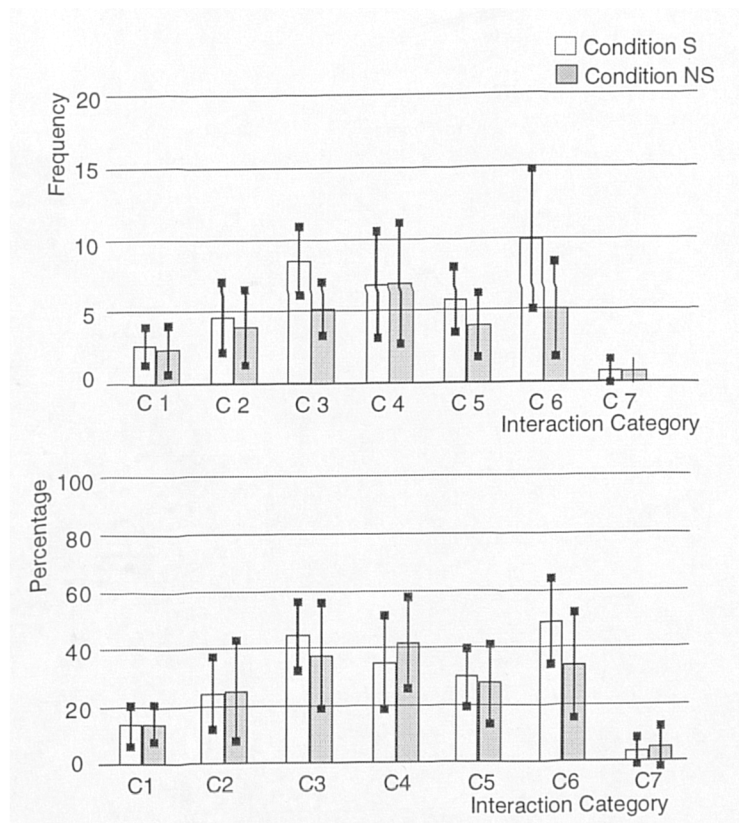 Condition S
Condition NS
Frequency
20
15
10
5
0
C 1 C 2 C 3 C 4 C 5 C 6 C 7
Interaction Category
Percentage
100
80
60
40
20
0
C1 C2 C3 C4 C5 C6 C7
Interaction Category